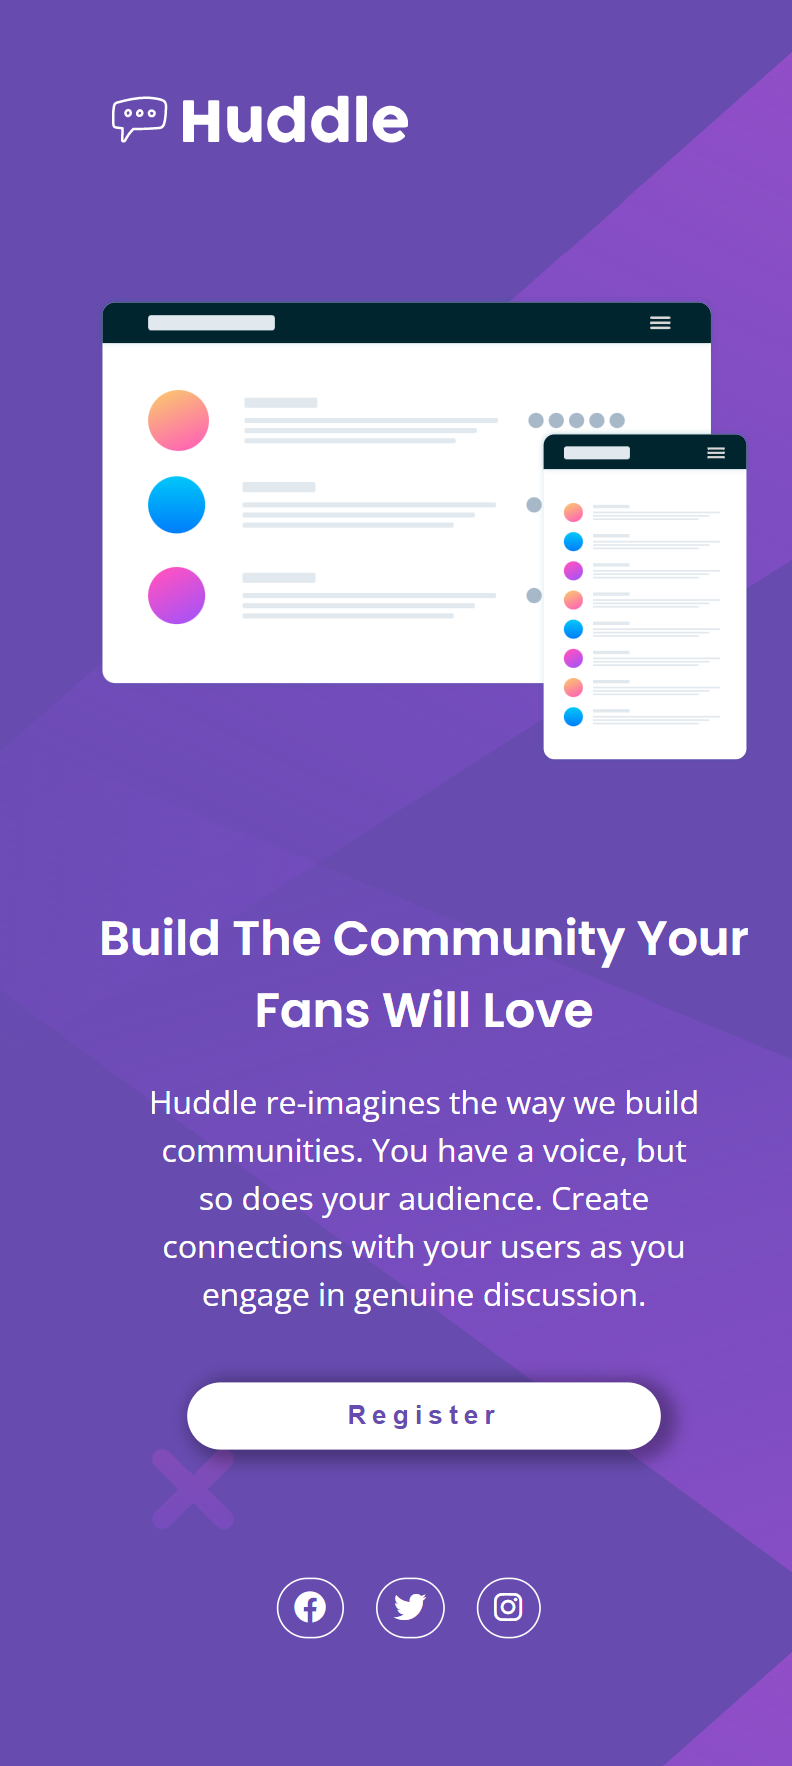 Huddle
Build The Community Your
Fans Will Love
Huddle re-imagines the way we build
communities. You have a voice, but
so does your audience. Create
connections with your users as you
engage in genuine discussion.
Register